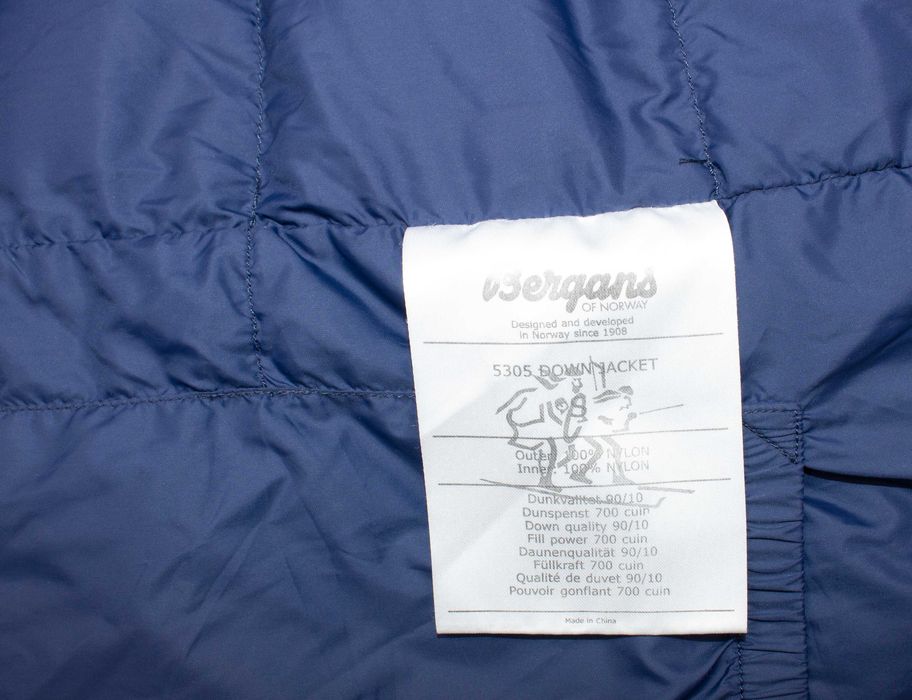 Bergans
OF NORWAY
Designed and developed
in Norway since 1908
5305 DOWN JACKET
Outer: 100% NYLON
Inner: 100% NYLON
Dunkvalitet 90/10
Dunspenst 700 cuin
Down quality 90/10
Fill power 700 cuin
Daunenqualität 90/10
Füllkraft 700 cuin
Qualité de duvet 90/10
Pouvoir gonflant 700 cuin
Made in China